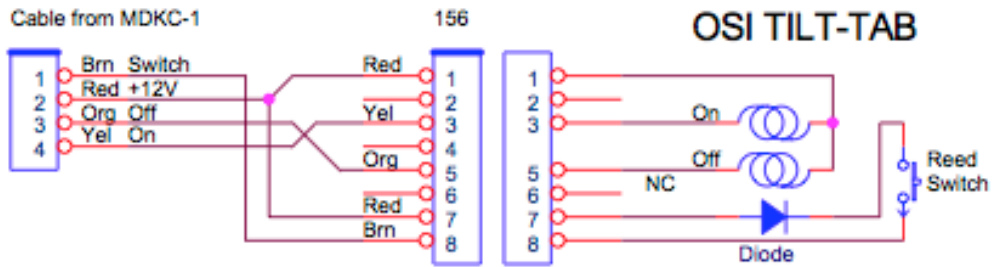 Cable from MDKC-1
156
OSI TILT-TAB
1 Brn Switch
2 Red +12V
3 Org Off
4 Yel On
Red 1
2
Yel 3
4
Org 5
6
Red 7
Brn 8
1
2
3 On
5 Off
6 NC
7
8
Diode
Reed
Switch